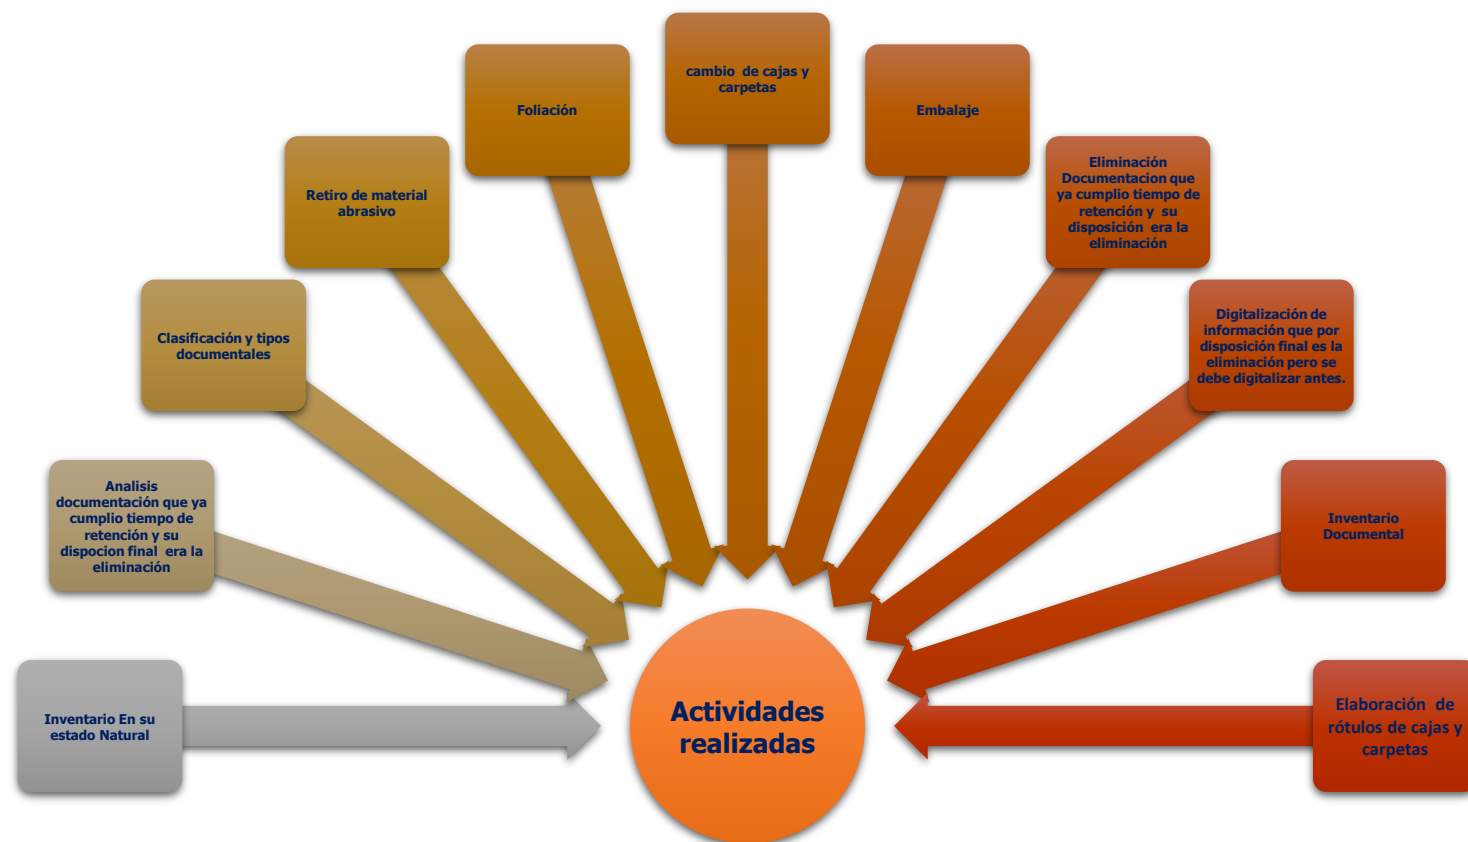 cambio de cajas y
carpetas
Foliación
Embalaje
Retiro de material
abrasivo
Eliminación
Documentacion que
ya cumplio tiempo de
retención y su
disposición era la
eliminación
Clasificación y tipos
documentales
Digitalización de
información que por
disposición final es la
eliminación pero se
debe digitalizar antes.
Analisis
documentación que ya
cumplio tiempo de
retención y su
dispocion final era la
eliminación
Inventario
Documental
Inventario En su
estado Natural
Actividades
realizadas
Elaboración de
rótulos de cajas y
carpetas